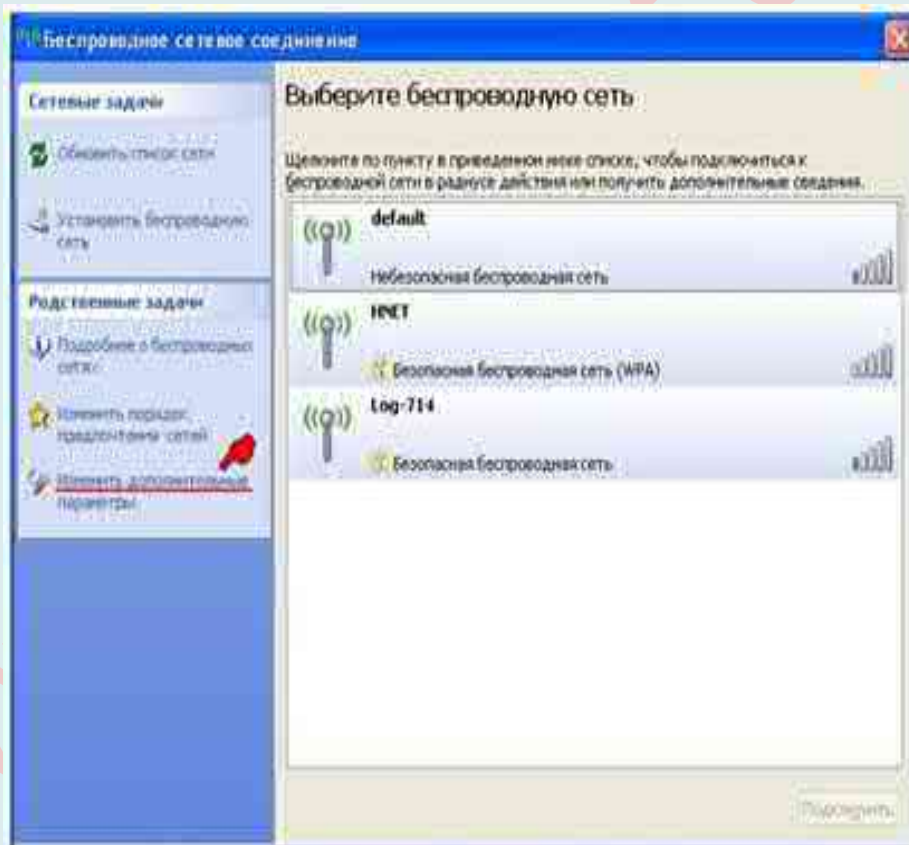 Беспроводное сетевое соединение
Сетевые задачи
Обновить список сети
Установить беспроводную
сеть
Родственные задачи
Подробнее о беспроводных
сетях
Изменить порядок
предпочтения сетей
Изменить дополнительные
параметры
Выберите беспроводную сеть
Щелкните по пункту в приведенном ниже списке, чтобы подключиться к
беспроводной сети в радиусе действия или получить дополнительные сведения.
default
Небезопасная беспроводная сеть
Безопасная беспроводная сеть (WPA)
Log-714
Безопасная беспроводная сеть
Подключить